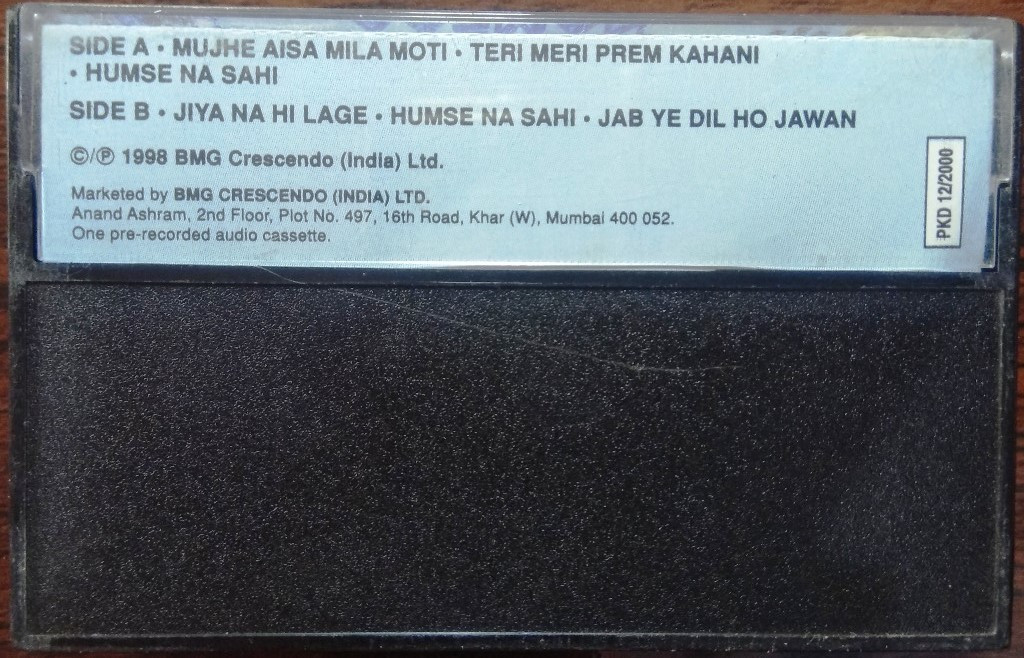 SIDE A • MUJHE AISA MILA MOTI • TERI MERI PREM KAHANI
• HUMSE NA SAHI
SIDE B • JIYA NA HI LAGE • HUMSE NA SAHI • JAB YE DIL HO JAWAN
©/℗ 1998 BMG Crescendo (India) Ltd.
Marketed by BMG CRESCENDO (INDIA) LTD.
Anand Ashram, 2nd Floor, Plot No. 497, 16th Road, Khar (W), Mumbai 400 052.
One pre-recorded audio cassette.
PKD 12/2000